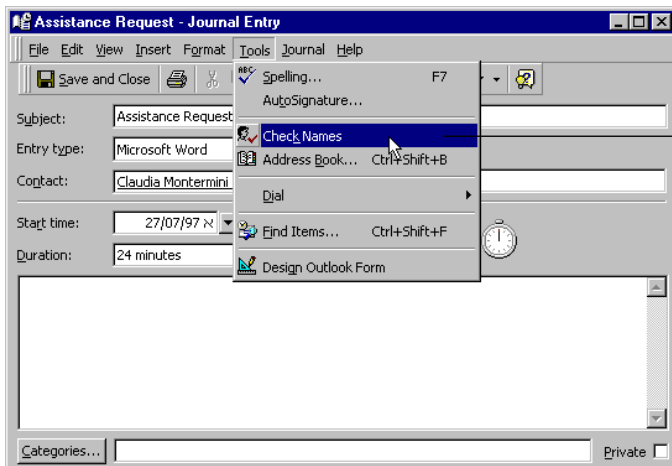 Assistance Request - Journal Entry
File Edit View Insert Format Tools Journal Help
Save and Close
ABC Spelling... F7
AutoSignature...
Subject: Assistance Request
Check Names
Entry type: Microsoft Word
Address Book... Ctrl+Shift+B
Contact: Claudia Montermini
Dial
Start time: 27/07/97 א
Find Items... Ctrl+Shift+F
Duration: 24 minutes
Design Outlook Form
Categories... Private